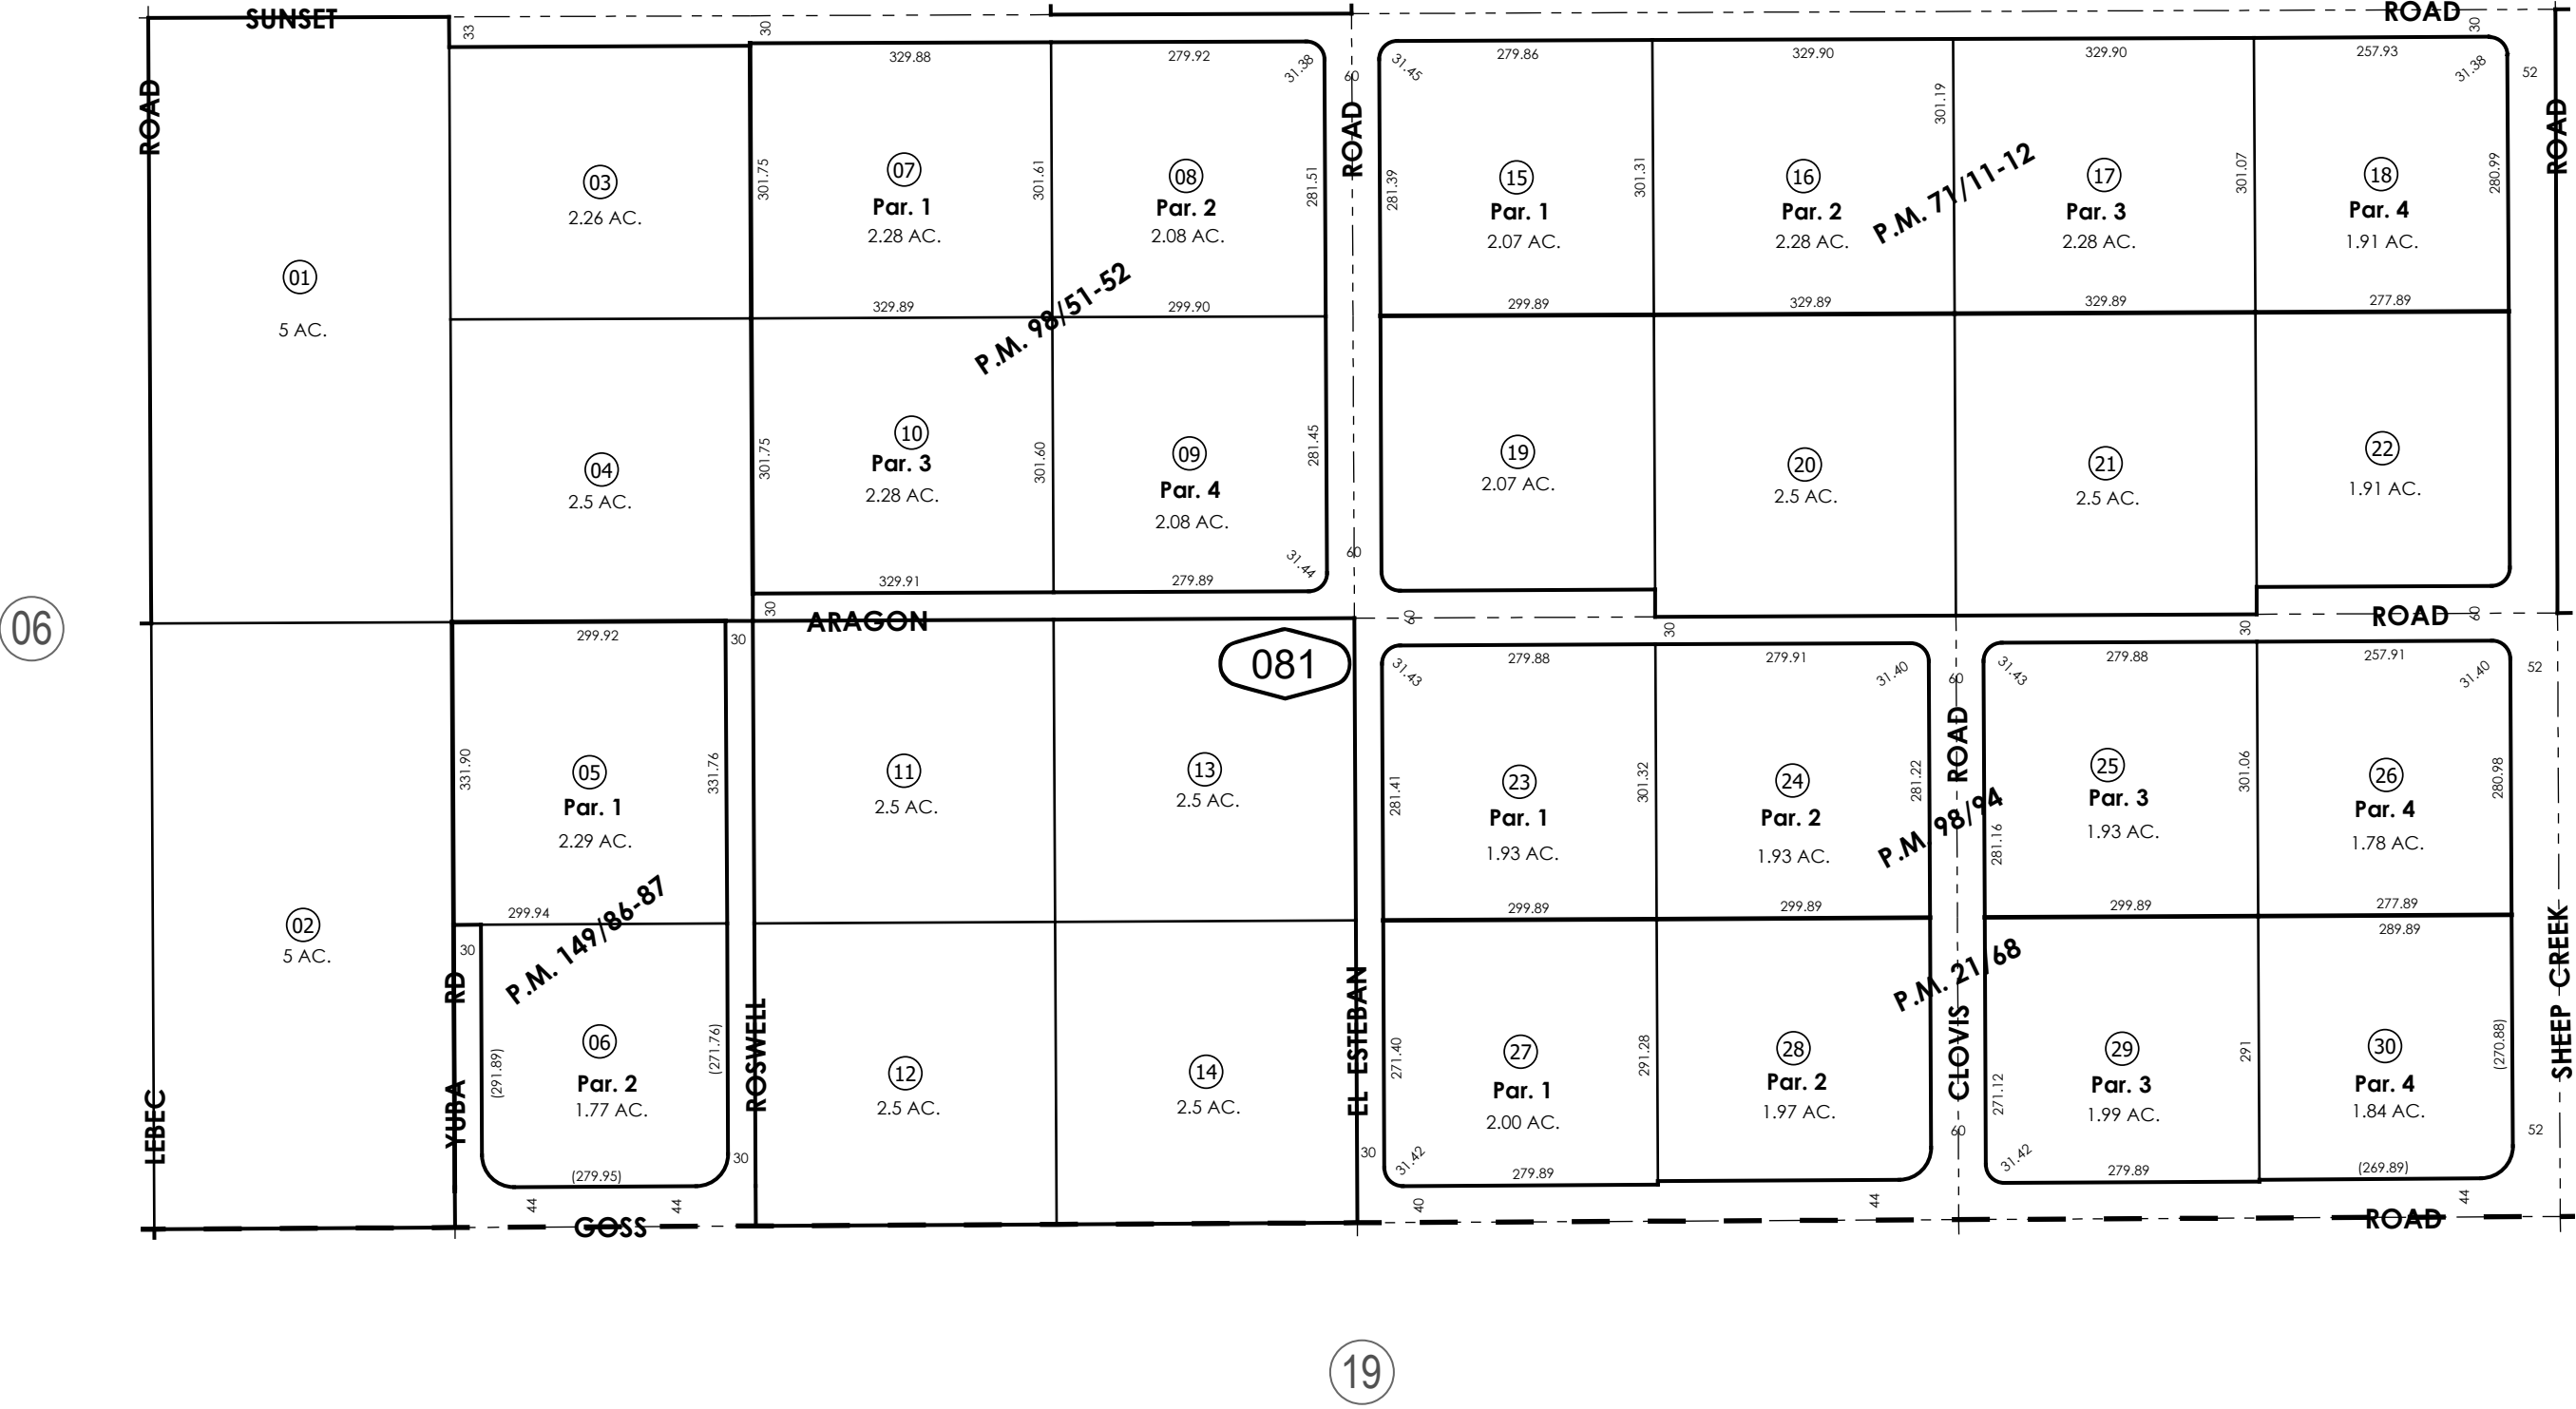 SUNSET
ROAD
33
30
329.88
279.92
31.38
60
31.45
279.86
329.90
329.90
257.93
31.38
30
52
ROAD
ROAD
ROAD
301.19
03
2.26 AC.
301.75
07
Par. 1
2.28 AC.
301.61
08
Par. 2
2.08 AC.
281.51
281.39
15
Par. 1
2.07 AC.
301.31
16
Par. 2
2.28 AC.
P.M. 71/11-12
17
Par. 3
2.28 AC.
301.07
18
Par. 4
1.91 AC.
280.99
01
5 AC.
329.89
299.90
P.M. 98/51-52
299.89
329.89
329.89
277.89
04
2.5 AC.
301.75
10
Par. 3
2.28 AC.
301.60
09
Par. 4
2.08 AC.
281.45
19
2.07 AC.
20
2.5 AC.
21
2.5 AC.
22
1.91 AC.
60
31.44
329.91
279.89
06
30
ARAGON
60
30
30
ROAD
60
299.92
30
081
31.43
279.88
279.91
31.40
60
31.43
279.88
257.91
31.40
52
ROAD
331.90
05
Par. 1
2.29 AC.
331.76
11
2.5 AC.
13
2.5 AC.
281.41
23
Par. 1
1.93 AC.
301.32
24
Par. 2
1.93 AC.
281.22
P.M. 98/94
281.16
25
Par. 3
1.93 AC.
301.06
26
Par. 4
1.78 AC.
280.98
299.94
P.M. 149/86-87
299.89
299.89
299.89
277.89
289.89
02
5 AC.
30
YUBA RD
LEBEC
(291.89)
06
Par. 2
1.77 AC.
(271.76)
ROSWELL
12
2.5 AC.
14
2.5 AC.
EL ESTEBAN
271.40
27
Par. 1
2.00 AC.
291.28
28
Par. 2
1.97 AC.
P.M. 21/68
CLOVIS
271.12
29
Par. 3
1.99 AC.
291
30
Par. 4
1.84 AC.
(270.88)
SHEEP CREEK
52
60
30
30
(279.95)
31.42
279.89
31.42
279.89
(269.89)
44
44
40
44
44
GOSS
ROAD
19